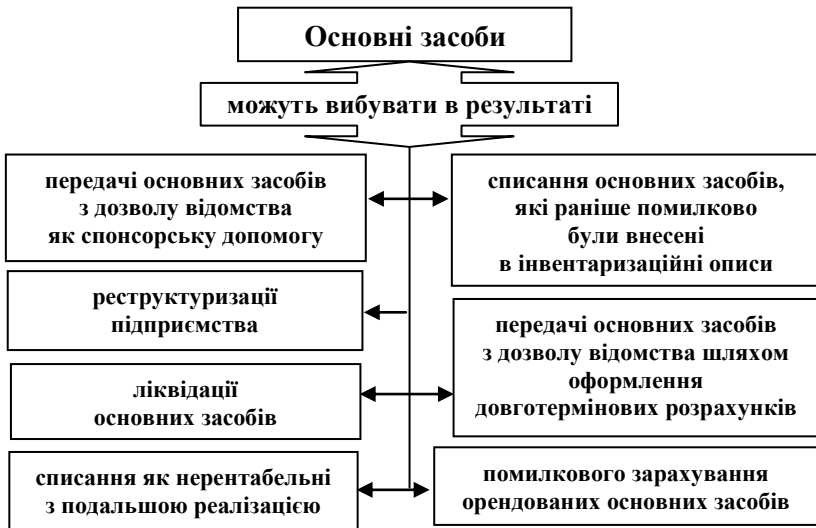 Основні засоби
можуть вибувати в результаті
передачі основних засобів
з дозволу відомства
як спонсорську допомогу
списання основних засобів,
які раніше помилково
були внесені
в інвентаризаційні описи
реструктуризації
підприємства
передачі основних засобів
з дозволу відомства шляхом
оформлення
довготермінових розрахунків
ліквідації
основних засобів
списання як нерентабельні
з подальшою реалізацією
помилкового зарахування
орендованих основних засобів